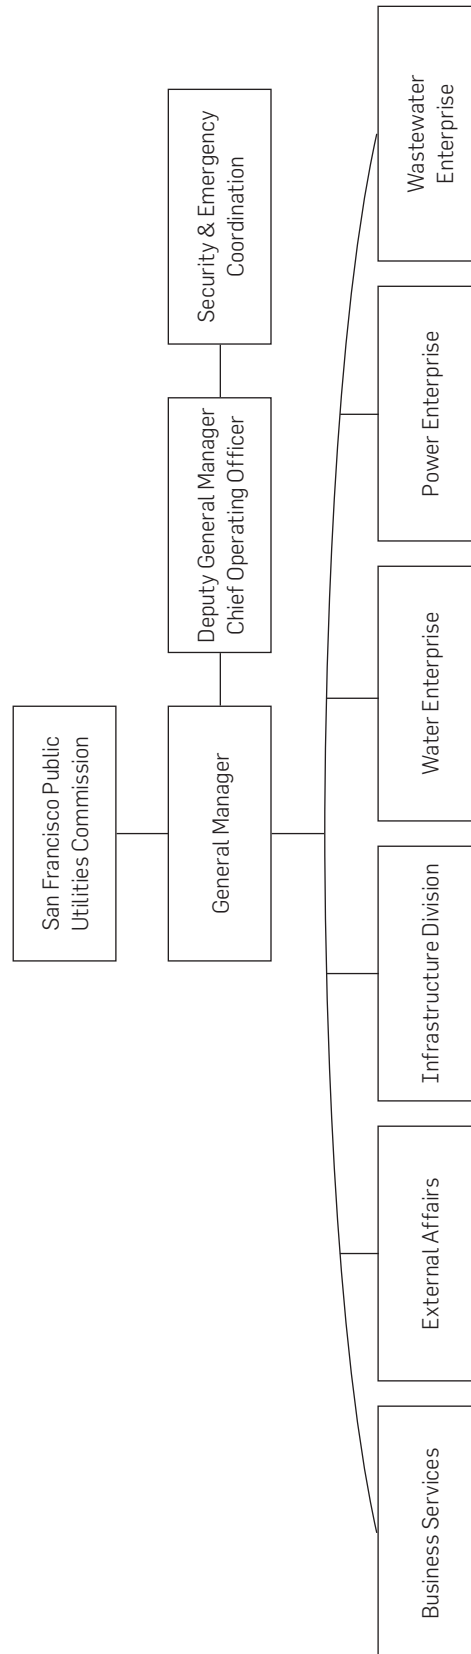 San Francisco Public
Utilities Commission
General Manager
Deputy General Manager
Chief Operating Officer
Security & Emergency
Coordination
Business Services
External Affairs
Infrastructure Division
Water Enterprise
Power Enterprise
Wastewater
Enterprise